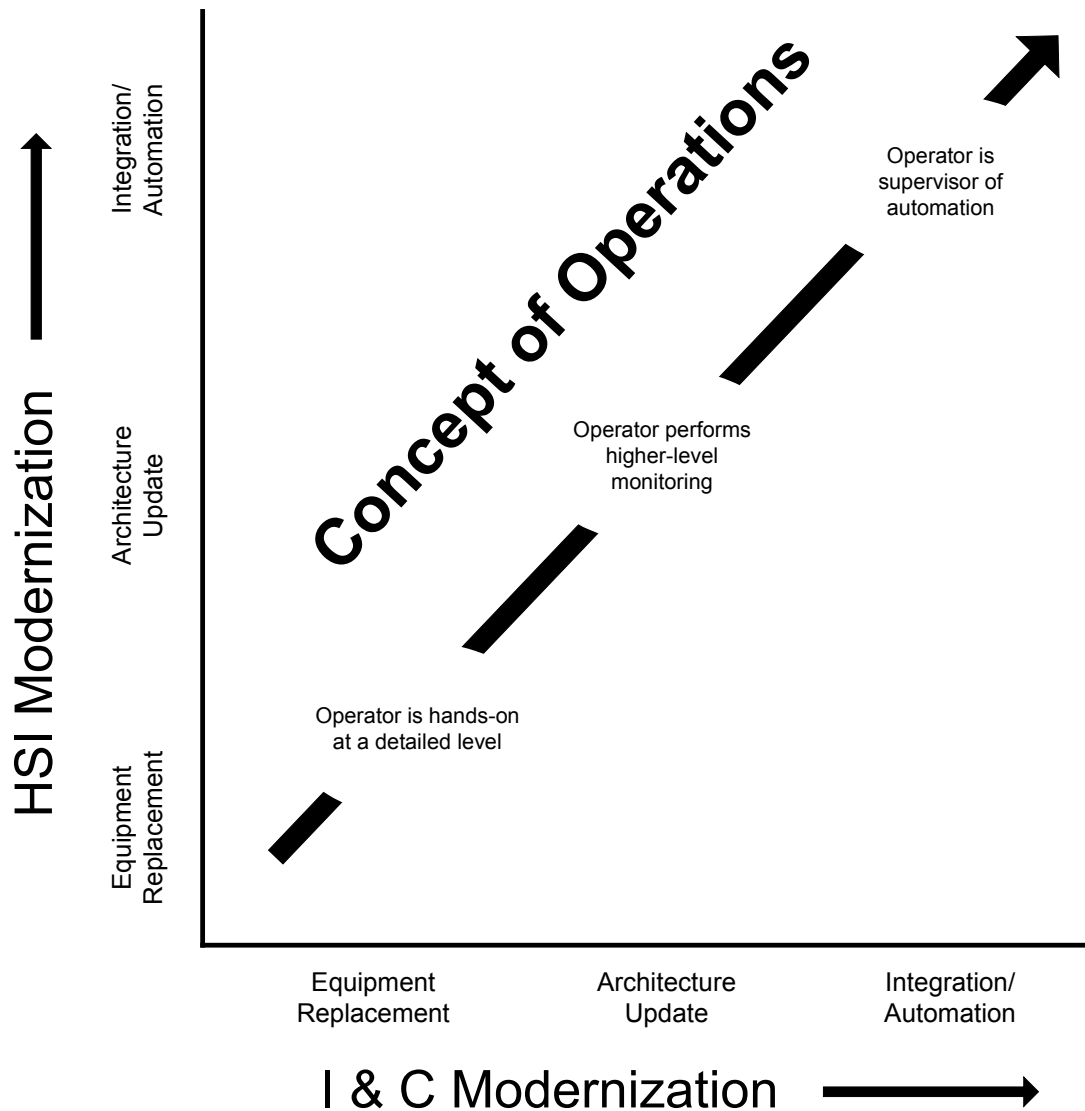 HSI Modernization
Integration/
Automation
Architecture
Update
Equipment
Replacement
Concept of Operations
Operator is
supervisor of
automation
Operator performs
higher-level
monitoring
Operator is hands-on
at a detailed level
Equipment
Replacement
Architecture
Update
Integration/
Automation
I & C Modernization